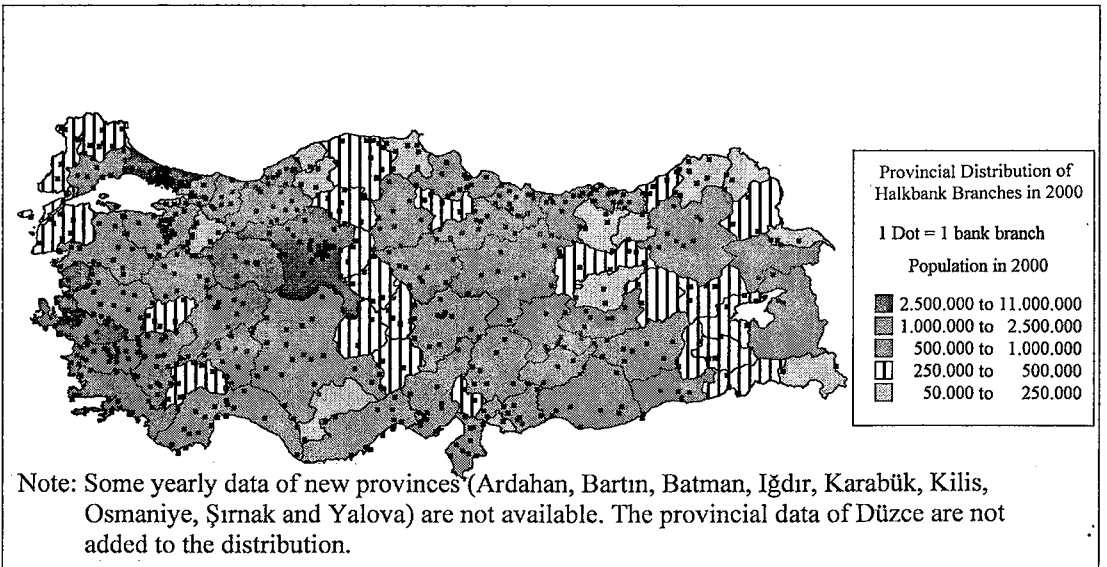 Provincial Distribution of
Halkbank Branches in 2000
1 Dot = 1 bank branch
Population in 2000
2.500.000 to 11.000.000
1.000.000 to 2.500.000
500.000 to 1.000.000
250.000 to 500.000
50.000 to 250.000
Note: Some yearly data of new provinces (Ardahan, Bartın, Batman, Iğdır, Karabük, Kilis,
Osmaniye, Şırnak and Yalova) are not available. The provincial data of Düzce are not
added to the distribution.